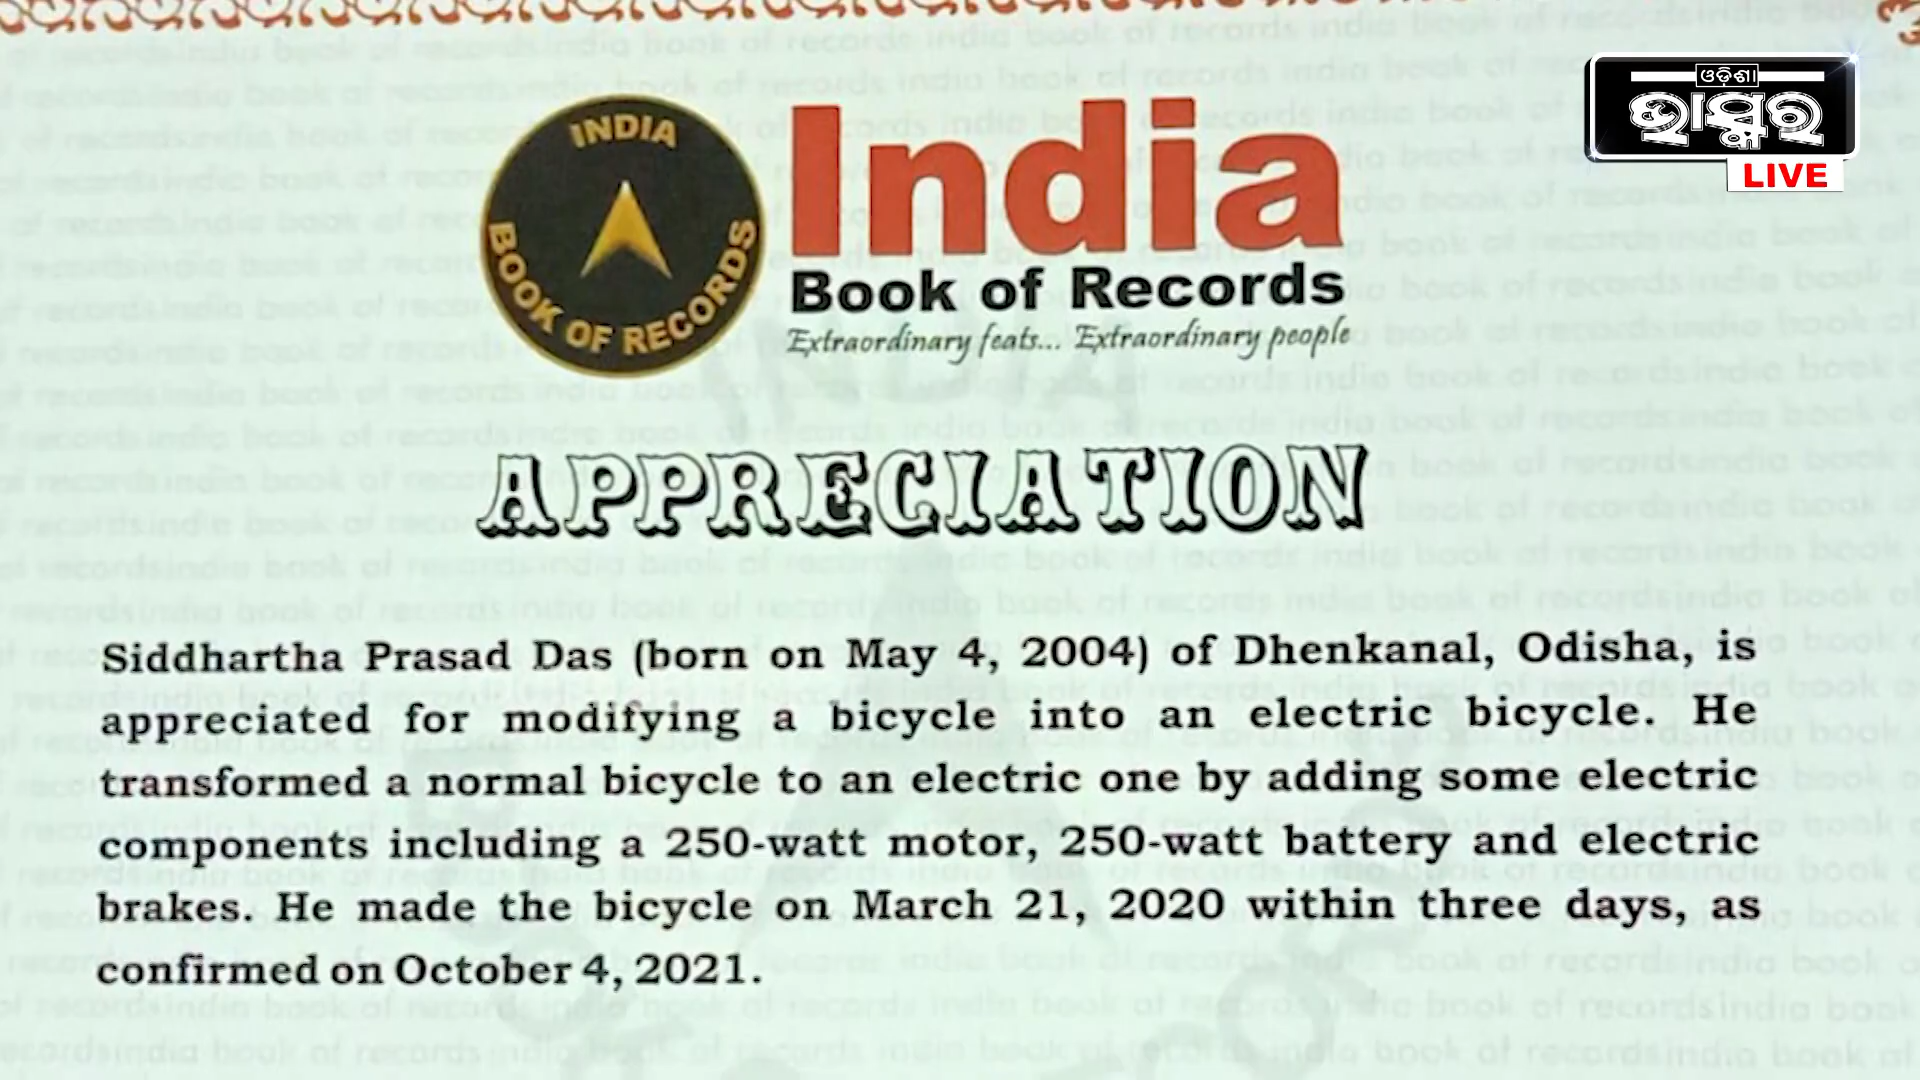 ଓଡ଼ିଶା
ଭାସ୍କର
LIVE
INDIA
BOOK OF RECORDS
India
Book of Records
Extraordinary feats... Extraordinary people
APPRECIATION
Siddhartha Prasad Das (born on May 4, 2004) of Dhenkanal, Odisha, is
appreciated for modifying a bicycle into an electric bicycle. He
transformed a normal bicycle to an electric one by adding some electric
components including a 250-watt motor, 250-watt battery and electric
brakes. He made the bicycle on March 21, 2020 within three days, as
confirmed on October 4, 2021.